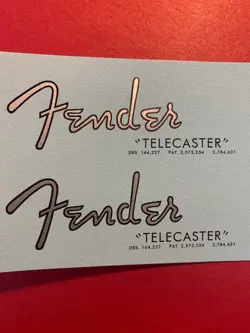 Fender
"TELECASTER"
DES. 164,227 PAT. 2,573,254 2,784,631
Fender
"TELECASTER"
DES. 164,227 PAT. 2,573,254 2,784,631